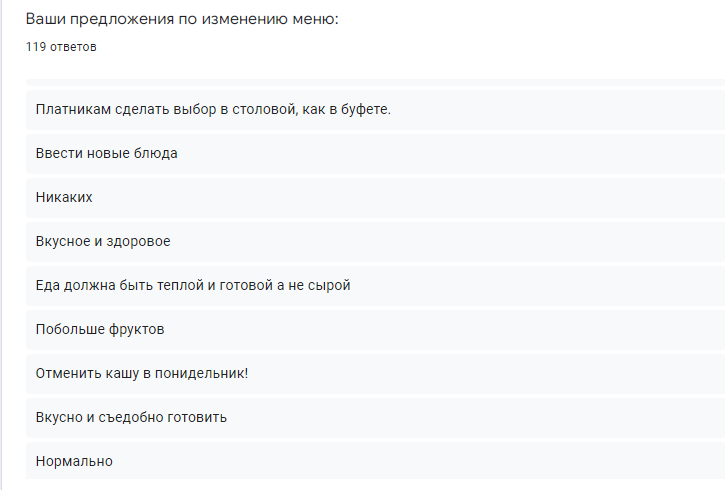 Ваши предложения по изменению меню:
119 ответов
Платникам сделать выбор в столовой, как в буфете.
Ввести новые блюда
Никаких
Вкусное и здоровое
Еда должна быть теплой и готовой а не сырой
Побольше фруктов
Отменить кашу в понидельник!
Вкусно и съедобно готовить
Нормально